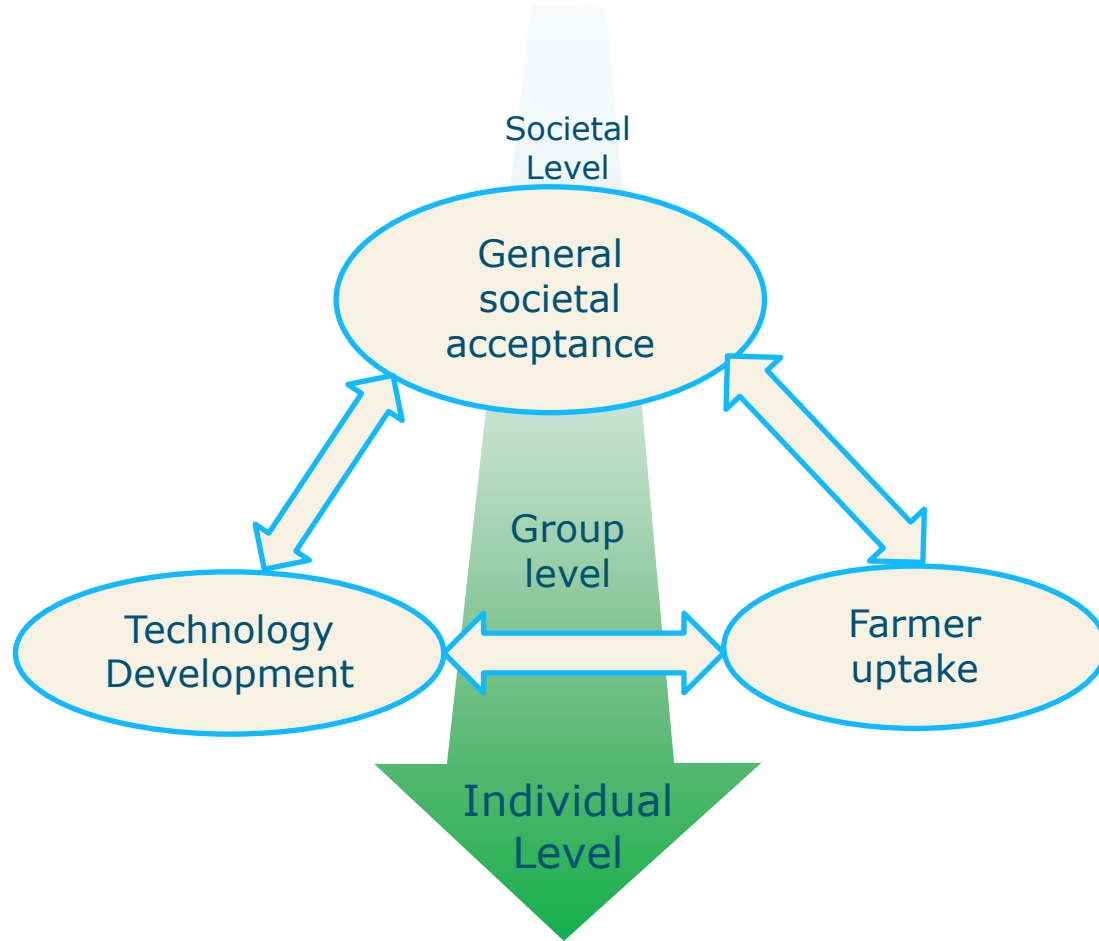 Societal
Level
General
societal
acceptance
Group
level
Technology
Development
Farmer
uptake
Individual
Level